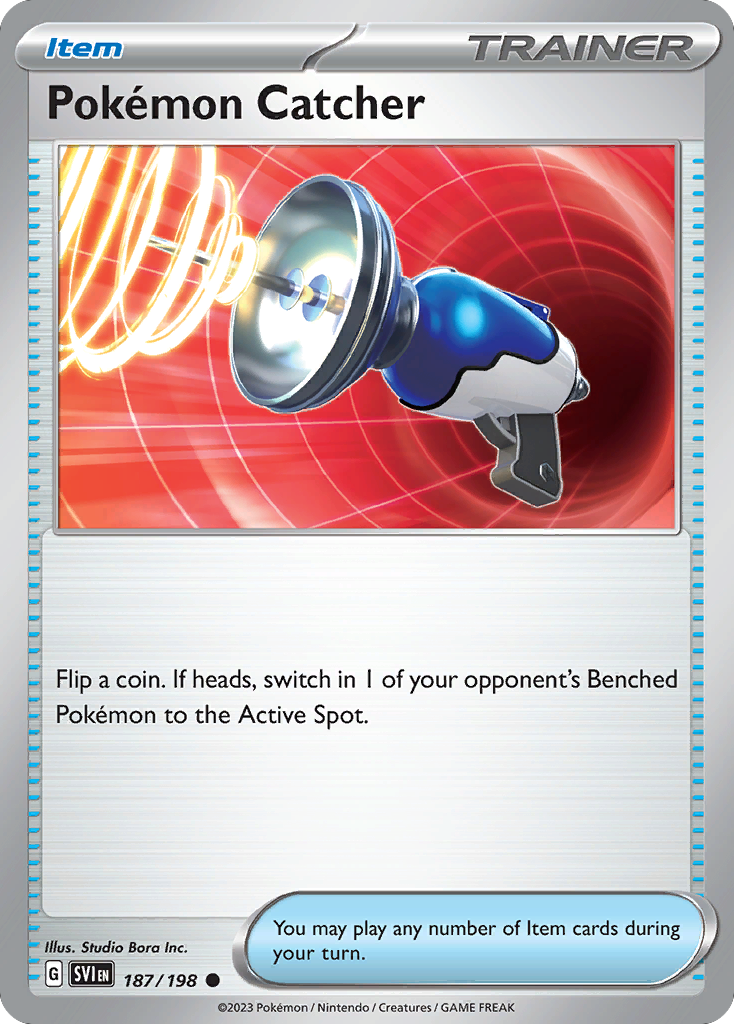 Item
TRAINER
Pokémon Catcher
Flip a coin. If heads, switch in 1 of your opponent's Benched
Pokémon to the Active Spot.
You may play any number of Item cards during
your turn.
Illus. Studio Bora Inc.
G SVI EN 187/198
©2023 Pokémon / Nintendo / Creatures / GAME FREAK